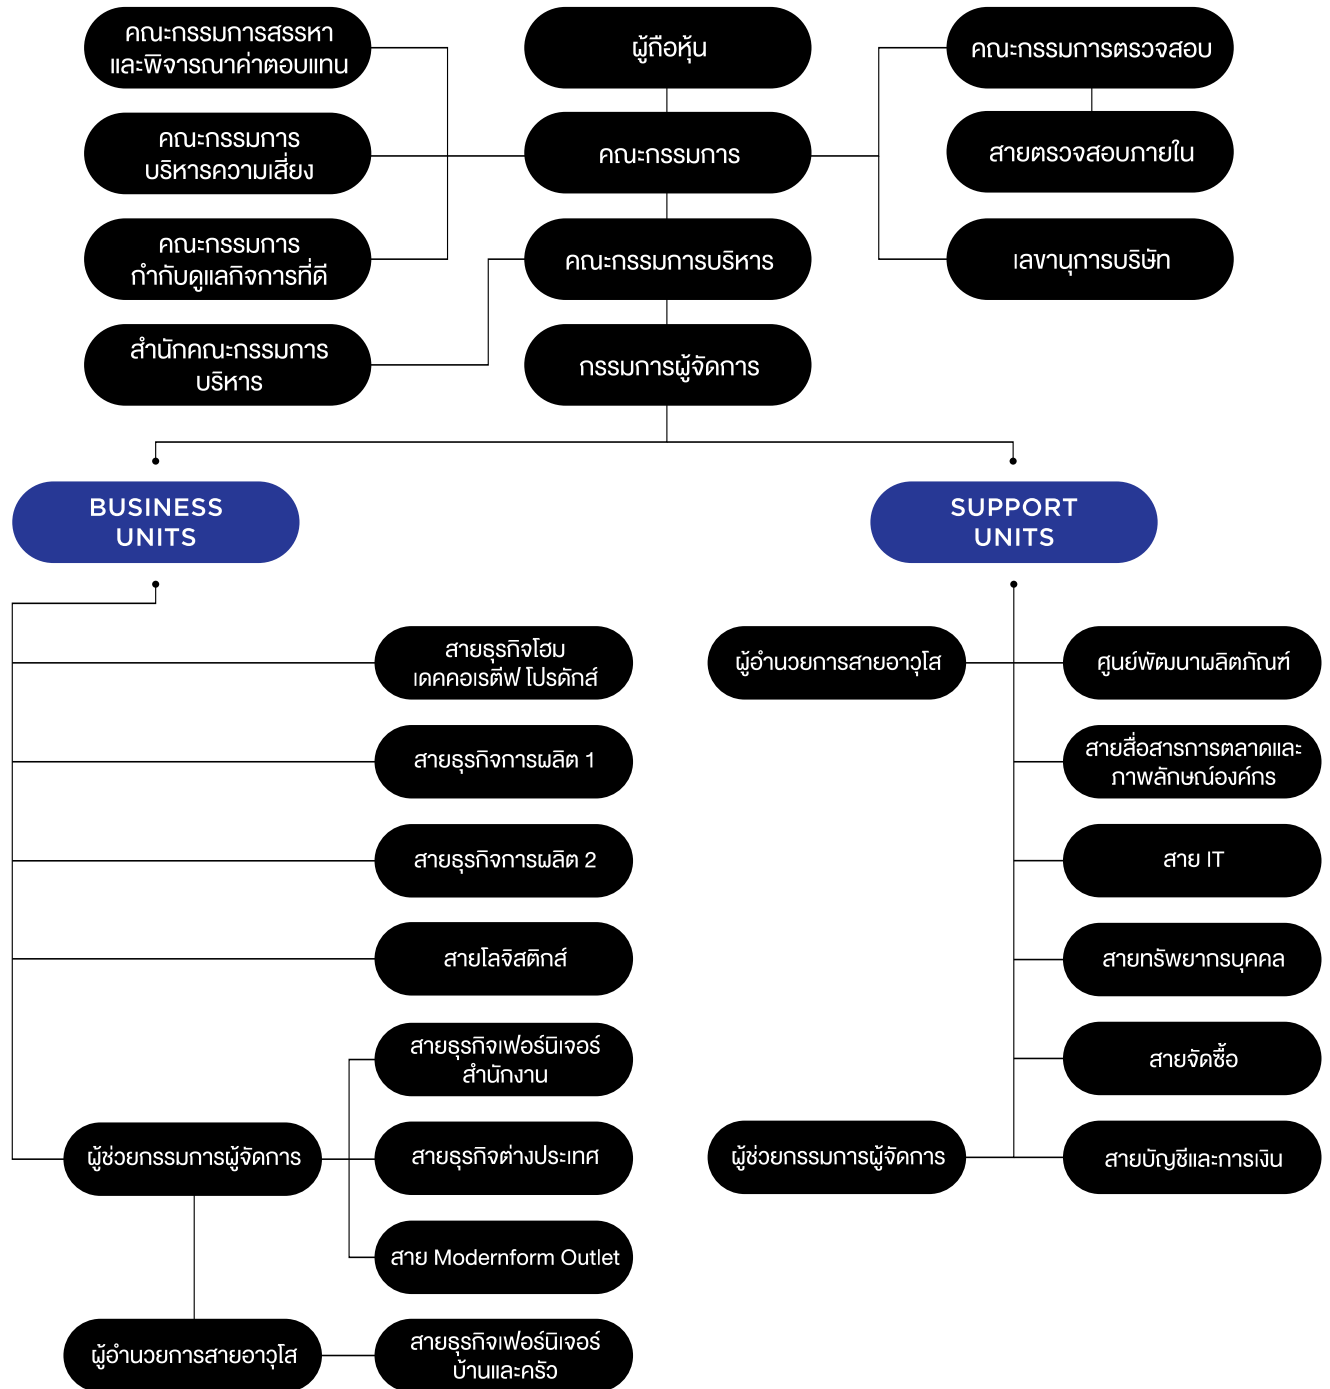 คณะกรรมการสรรหา
และพิจารณาค่าตอบแทน
ผู้ถือหุ้น
คณะกรรมการตรวจสอบ
คณะกรรมการ
บริหารความเสี่ยง
คณะกรรมการ
สายตรวจสอบภายใน
คณะกรรมการ
กำกับดูแลกิจการที่ดี
คณะกรรมการบริหาร
เลขานุการบริษัท
สำนักคณะกรรมการ
บริหาร
กรรมการผู้จัดการ
BUSINESS
UNITS
SUPPORT
UNITS
สายธุรกิจโฮม
เดคคอเรตีฟ โปรดักส์
สายธุรกิจการผลิต 1
สายธุรกิจการผลิต 2
สายโลจิสติกส์
สายธุรกิจเฟอร์นิเจอร์
สำนักงาน
ผู้ช่วยกรรมการผู้จัดการ
สายธุรกิจต่างประเทศ
สาย Modernform Outlet
ผู้อำนวยการสายอาวุโส
สายธุรกิจเฟอร์นิเจอร์
บ้านและครัว
ผู้อำนวยการสายอาวุโส
ศูนย์พัฒนาผลิตภัณฑ์
สายสื่อสารการตลาดและ
ภาพลักษณ์องค์กร
สาย IT
สายทรัพยากรบุคคล
สายจัดซื้อ
ผู้ช่วยกรรมการผู้จัดการ
สายบัญชีและการเงิน